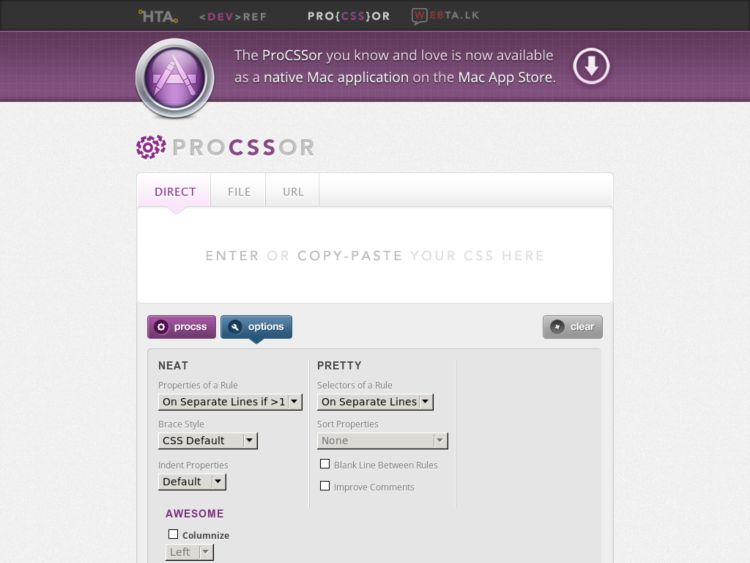 HTA
<DEV>REF
PRO{CSS}OR
WEBTA.LK
The ProCSSor you know and love is now available
as a native Mac application on the Mac App Store.
PROCSSOR
DIRECT
FILE
URL
ENTER OR COPY-PASTE YOUR CSS HERE
procss
options
clear
NEAT
Properties of a Rule
On Separate Lines if >1
Brace Style
CSS Default
Indent Properties
Default
PRETTY
Selectors of a Rule
On Separate Lines
Sort Properties
None
Blank Line Between Rules
Improve Comments
AWESOME
Columnize
Left